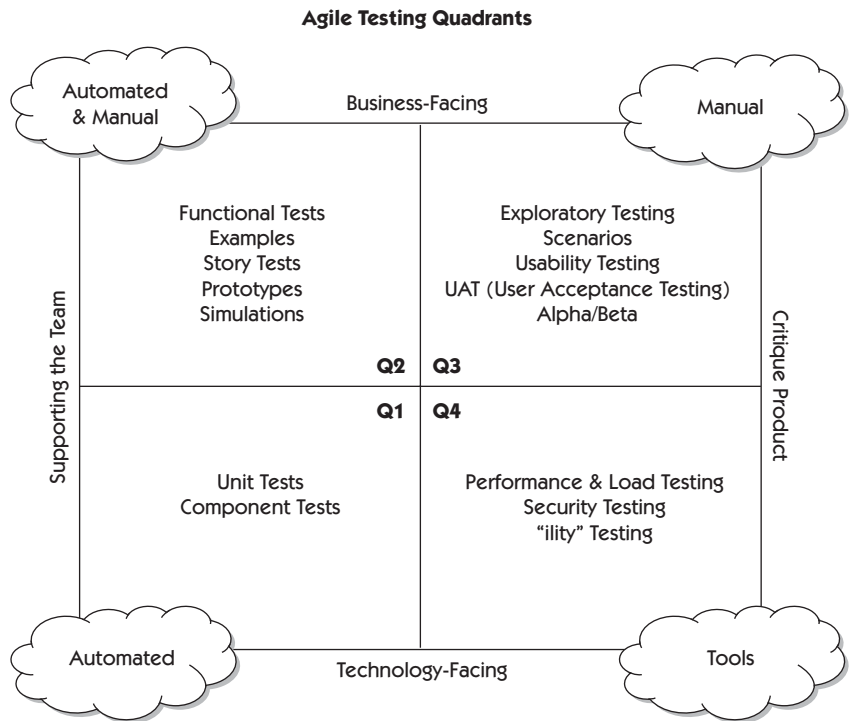 Agile Testing Quadrants
Automated
& Manual
Business-Facing
Manual
Functional Tests
Examples
Story Tests
Prototypes
Simulations
Exploratory Testing
Scenarios
Usability Testing
UAT (User Acceptance Testing)
Alpha/Beta
Supporting the Team
Critique Product
Q2
Q3
Q1
Q4
Unit Tests
Component Tests
Performance & Load Testing
Security Testing
“ility” Testing
Automated
Technology-Facing
Tools